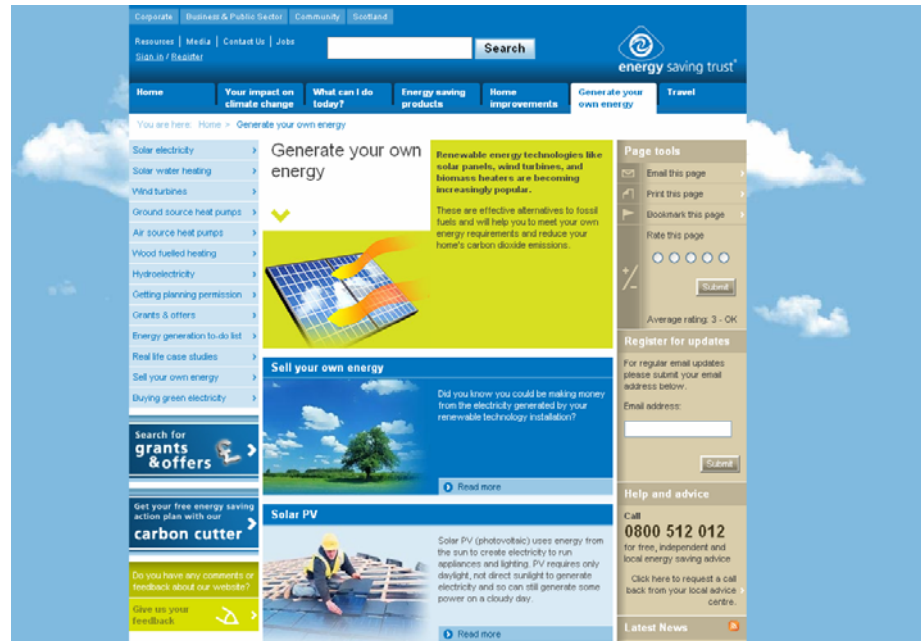 Corporate
Business & Public Sector
Community
Scotland
Resources | Media | Contact Us | Jobs
Sign in / Register
Search
energy saving trust
Home
Your impact on
climate change
What can I do
today?
Energy saving
products
Home
improvements
Generate your
own energy
Travel
You are here: Home > Generate your own energy
Solar electricity
Solar water heating
Wind turbines
Ground source heat pumps
Air source heat pumps
Wood fuelled heating
Hydroelectricity
Getting planning permission
Grants & offers
Energy generation to-do list
Real life case studies
Sell your own energy
Buying green electricity
Search for
grants
&offers
Get your free energy saving
action plan with our
carbon cutter
Do you have any comments or
feedback about our website?
Give us your
feedback
Generate your own
energy
Renewable energy technologies like
solar panels, wind turbines, and
biomass heaters are becoming
increasingly popular.
These are effective alternatives to fossil
fuels and will help you to meet your own
energy requirements and reduce your
home's carbon dioxide emissions.
Sell your own energy
Did you know you could be making money
from the electricity generated by your
renewable technology installation?
Read more
Solar PV
Solar PV (photovoltaic) uses energy from
the sun to create electricity to run
appliances and lighting. PV requires only
daylight, not direct sunlight to generate
electricity and so can still generate some
power on a cloudy day.
Read more
Page tools
Email this page
Print this page
Bookmark this page
Rate this page
+/-
Submit
Average rating: 3 - OK
Register for updates
For regular email updates
please submit your email
address below.
Email address:
Submit
Help and advice
Call
0800 512 012
for free, independent and
local energy saving advice
Click here to request a call
back from your local advice
centre.
Latest News